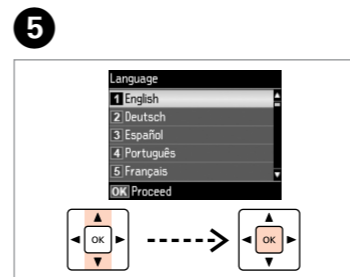 5
Language
1 English
2 Deutsch
3 Español
4 Português
5 Français
OK Proceed
OK
OK